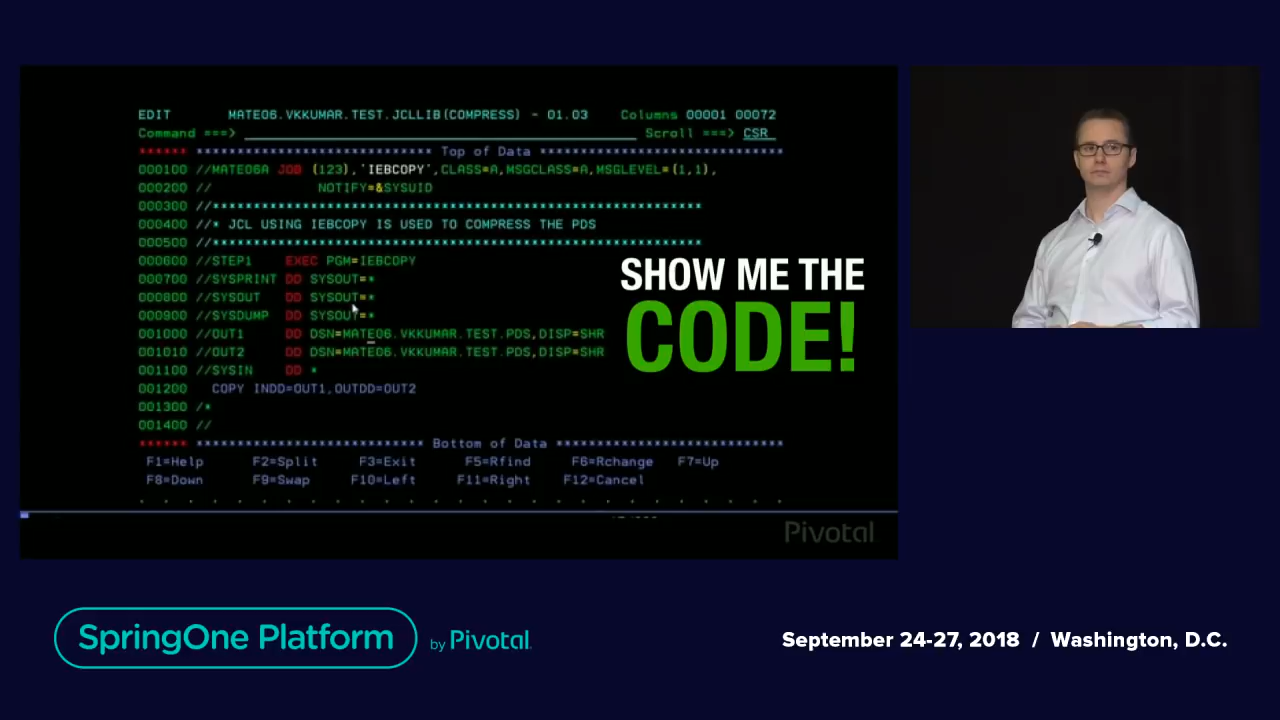 EDIT MATE06.VKKUMAR.TEST.JCLLIB(COMPRESS) - 01.03 Columns 00001 00072
Command ===> Scroll ===> CSR
****** **************************** Top of Data *****************************
000100 //MATE06A JOB (123),'IEBCOPY',CLASS=A,MSGCLASS=A,MSGLEVEL=(1,1),
000200 // NOTIFY=&SYSUID
000300 //************************************************************
000400 //* JCL USING IEBCOPY IS USED TO COMPRESS THE PDS
000500 //************************************************************
000600 //STEP1 EXEC PGM=IEBCOPY
000700 //SYSPRINT DD SYSOUT=*
000800 //SYSOUT DD SYSOUT=*
000900 //SYSDUMP DD SYSOUT=*
001000 //OUT1 DD DSN=MATE06.VKKUMAR.TEST.PDS,DISP=SHR
001010 //OUT2 DD DSN=MATE06.VKKUMAR.TEST.PDS,DISP=SHR
001100 //SYSIN DD *
001200 COPY INDD=OUT1,OUTDD=OUT2
001300 /*
001400 //
****** *************************** Bottom of Data ****************************
F1=Help F2=Split F3=Exit F5=Rfind F6=Rchange F7=Up
F8=Down F9=Swap F10=Left F11=Right F12=Cancel
SHOW ME THE
CODE!
Pivotal
SpringOne Platform by Pivotal.
September 24-27, 2018 / Washington, D.C.